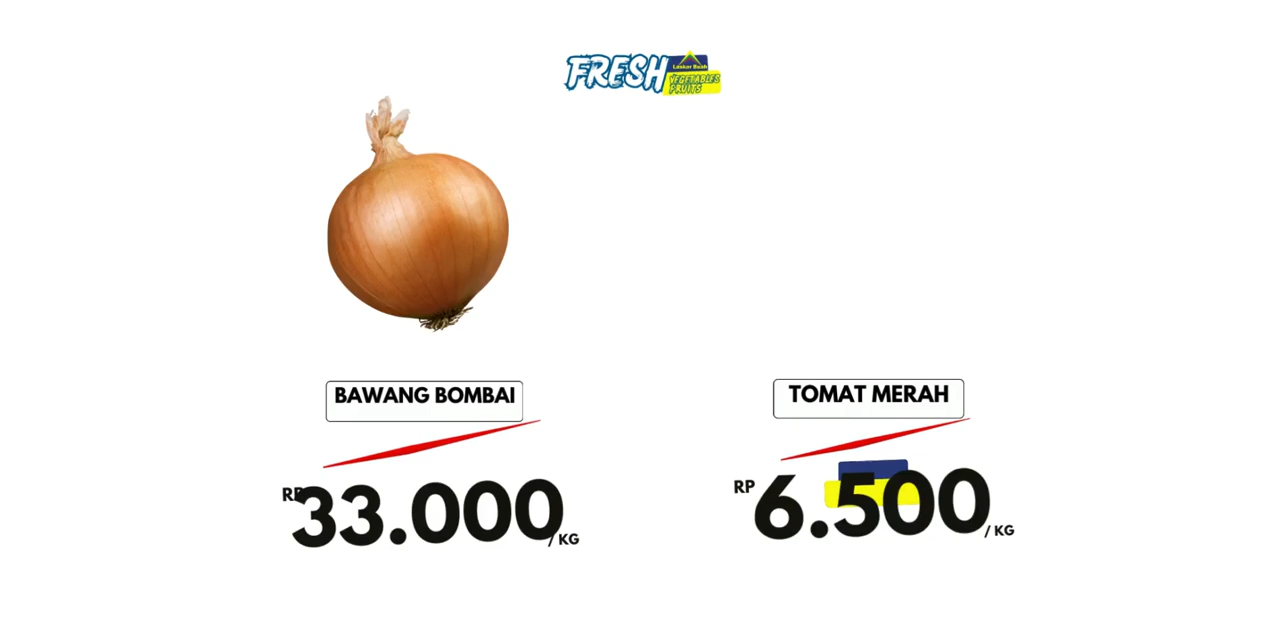 FRESH
Laskar Buah
VEGETABLES
FRUITS
BAWANG BOMBAI
TOMAT MERAH
RP 33.000 / KG
RP 6.500 / KG